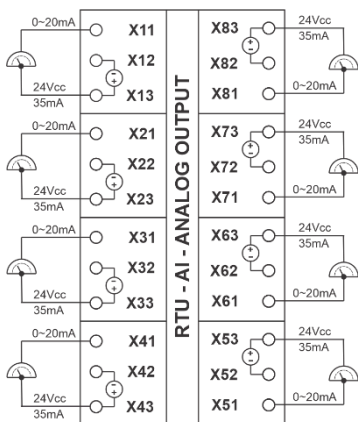 0~20mA
X11
X12
24Vcc
35mA
X13
0~20mA
X21
X22
24Vcc
35mA
X23
0~20mA
X31
X32
24Vcc
35mA
X33
0~20mA
X41
X42
24Vcc
35mA
X43
RTU - AI - ANALOG OUTPUT
X83
24Vcc
35mA
X82
X81
0~20mA
X73
24Vcc
35mA
X72
X71
0~20mA
X63
24Vcc
35mA
X62
X61
0~20mA
X53
24Vcc
35mA
X52
X51
0~20mA